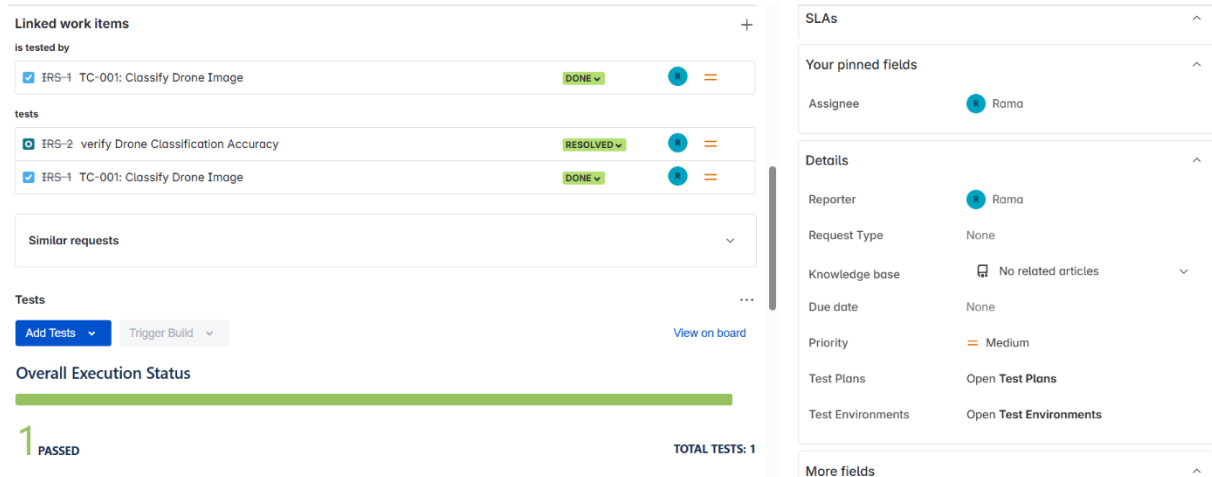 Linked work items
is tested by
IRS-1 TC-001: Classify Drone Image DONE R
tests
IRS-2 verify Drone Classification Accuracy RESOLVED R
IRS-1 TC-001: Classify Drone Image DONE R
Similar requests
Tests
Add Tests Trigger Build View on board
Overall Execution Status
1 PASSED TOTAL TESTS: 1
SLAs
Your pinned fields
Assignee R Rama
Details
Reporter R Rama
Request Type None
Knowledge base No related articles
Due date None
Priority Medium
Test Plans Open Test Plans
Test Environments Open Test Environments
More fields